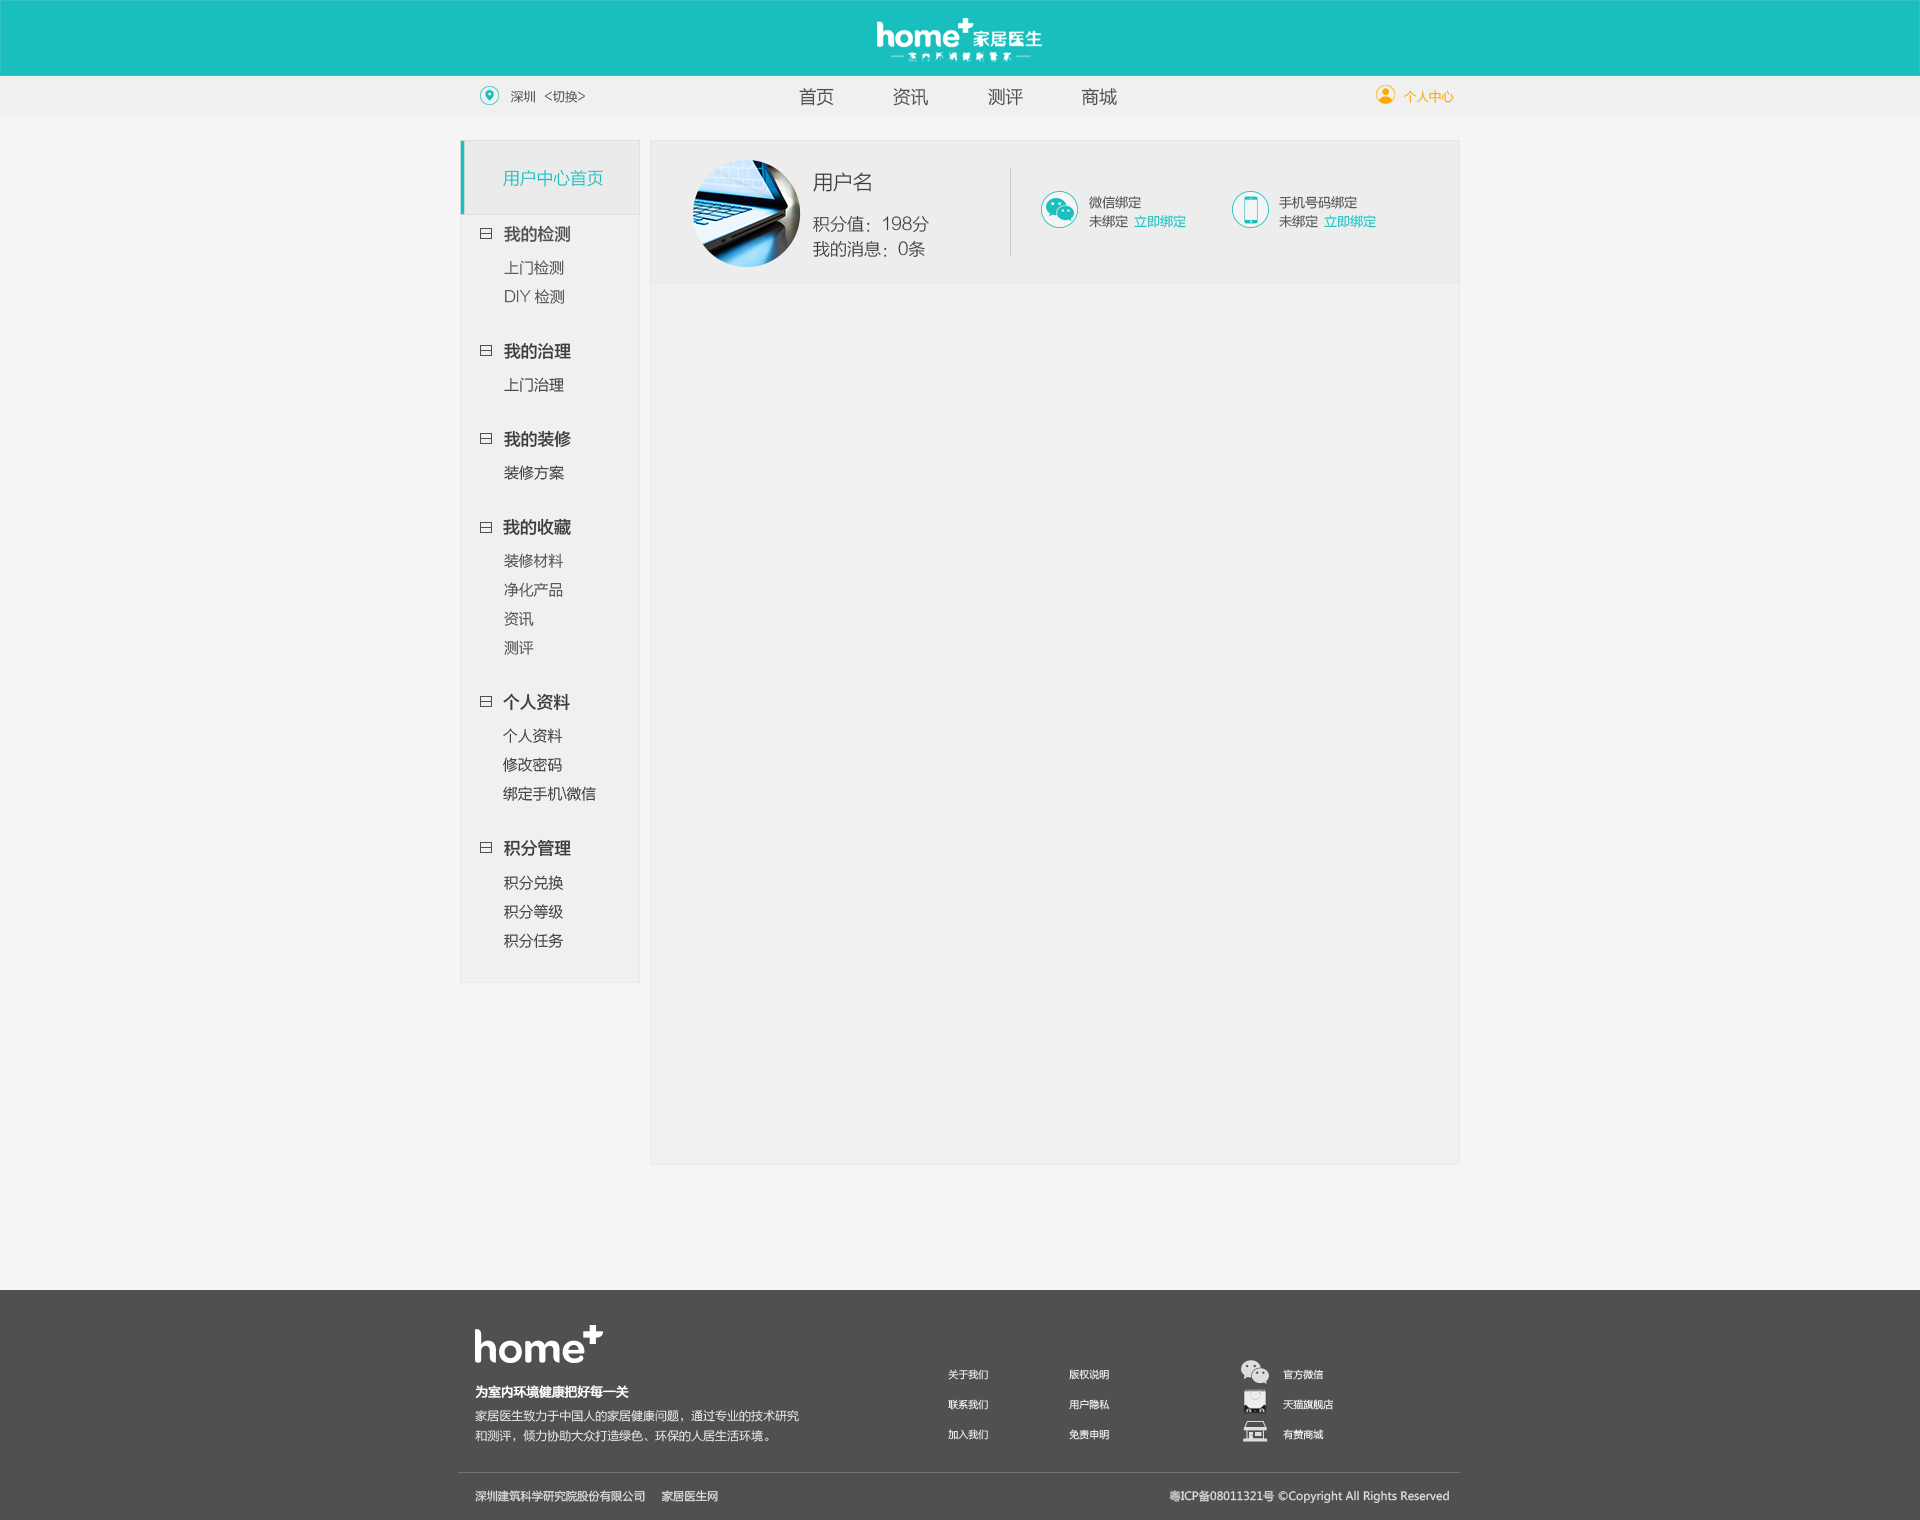 home+家居医生
室内环境健康管家
深圳 <切换>
首页 资讯 测评 商城
个人中心
用户中心首页
我的检测
上门检测
DIY 检测
我的治理
上门治理
我的装修
装修方案
我的收藏
装修材料
净化产品
资讯
测评
个人资料
个人资料
修改密码
绑定手机\微信
积分管理
积分兑换
积分等级
积分任务
用户名
积分值：198分
我的消息：0条
微信绑定
未绑定 立即绑定
手机号码绑定
未绑定 立即绑定
home+
为室内环境健康把好每一关
家居医生致力于中国人的家居健康问题，通过专业的技术研究
和测评，倾力协助大众打造绿色、环保的人居生活环境。
关于我们
联系我们
加入我们
版权说明
用户隐私
免责申明
官方微信
天猫旗舰店
有赞商城
深圳建筑科学研究院股份有限公司 家居医生网
粤ICP备08011321号 ©Copyright All Rights Reserved